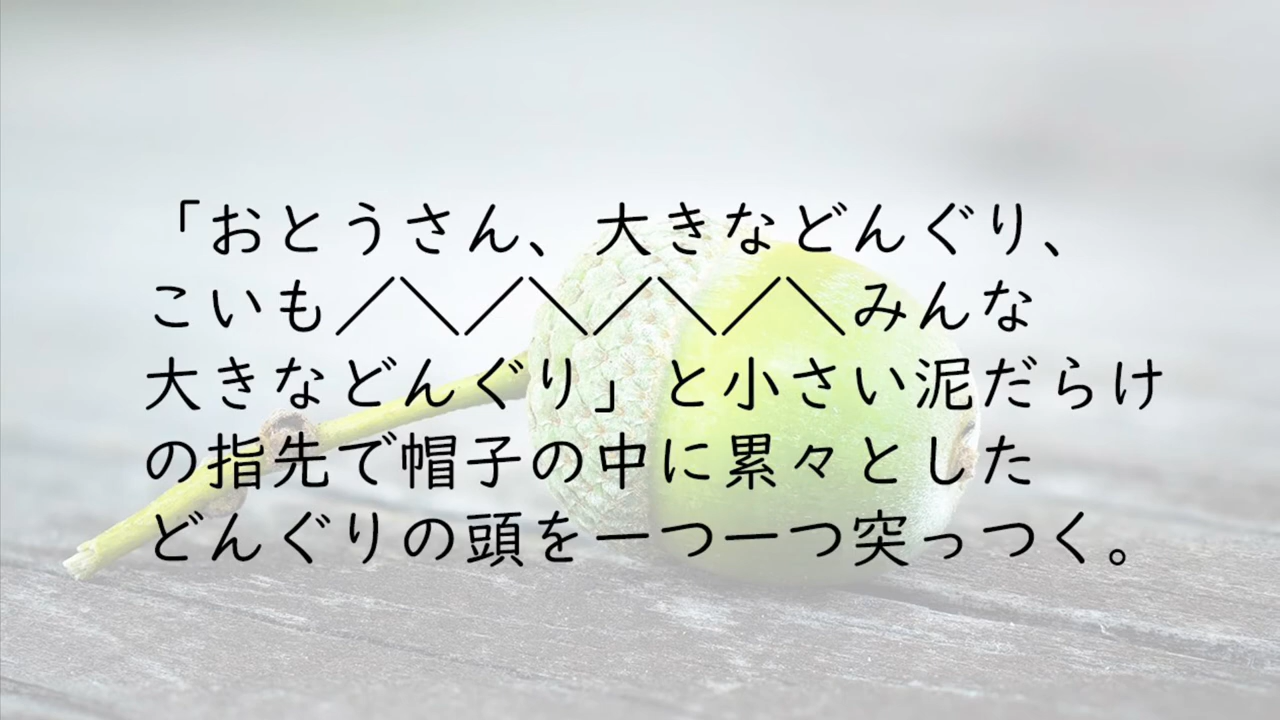 「おとうさん、大きなどんぐり、
こいも／＼／＼／＼／＼みんな
大きなどんぐり」と小さい泥だらけ
の指先で帽子の中に累々とした
どんぐりの頭を一つ一つ突っつく。